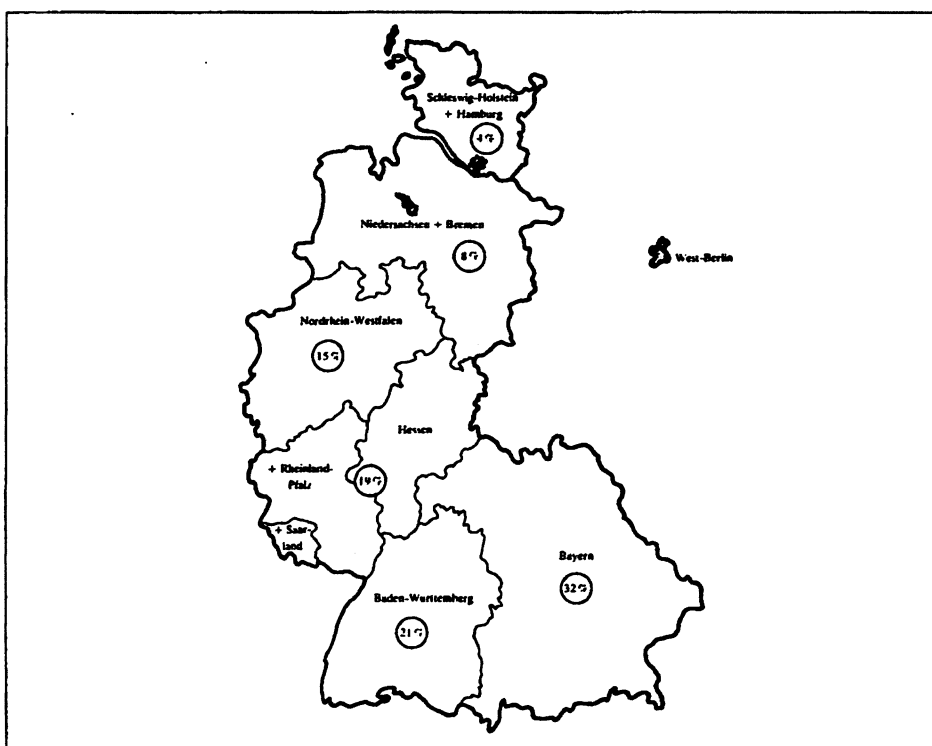 Schleswig-Holstein
+ Hamburg
4%
Niedersachsen + Bremen
8%
West-Berlin
Nordrhein-Westfalen
15%
Hessen
+ Rheinland-
Pfalz
19%
+ Saar-
land
Bayern
32%
Baden-Württemberg
21%